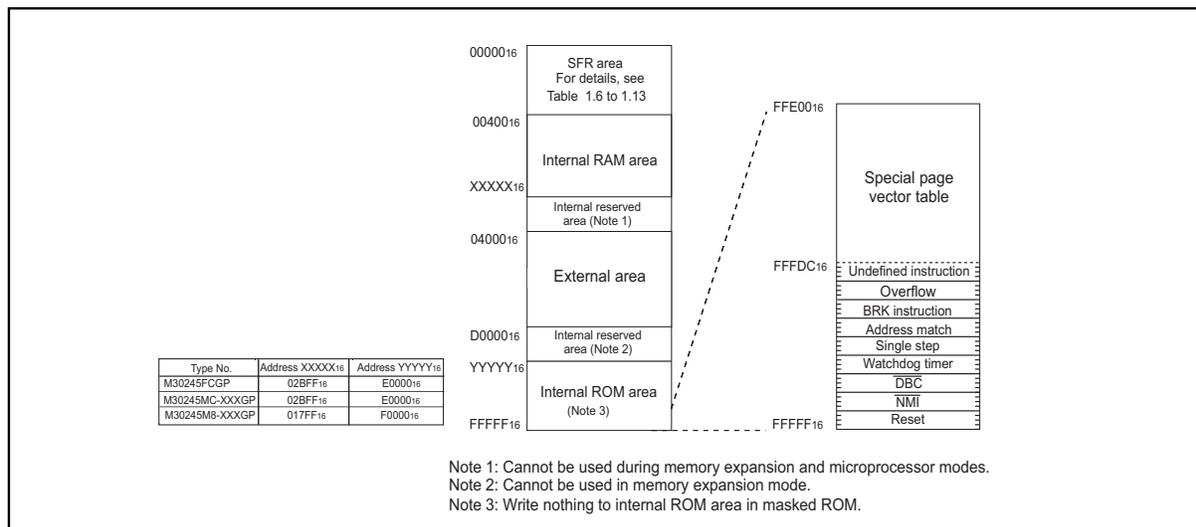 00000₁₆
SFR area
For details, see
Table 1.6 to 1.13
00400₁₆
Internal RAM area
XXXXX₁₆
Internal reserved
area (Note 1)
04000₁₆
External area
D0000₁₆
Internal reserved
area (Note 2)
YYYYY₁₆
Internal ROM area
(Note 3)
FFFFF₁₆
FFE00₁₆
Special page
vector table
FFFDC₁₆
Undefined instruction
Overflow
BRK instruction
Address match
Single step
Watchdog timer
DBC
NMI
Reset
FFFFF₁₆
Type No. Address XXXXX₁₆ Address YYYYY₁₆
M30245FCGP 02BFF₁₆ E0000₁₆
M30245MC-XXXGP 02BFF₁₆ E0000₁₆
M30245M8-XXXGP 017FF₁₆ F0000₁₆
Note 1: Cannot be used during memory expansion and microprocessor modes.
Note 2: Cannot be used in memory expansion mode.
Note 3: Write nothing to internal ROM area in masked ROM.